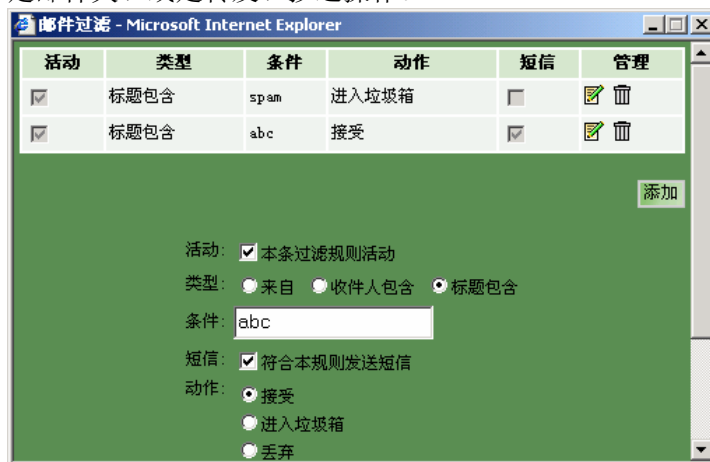 邮件过滤 - Microsoft Internet Explorer
活动 类型 条件 动作 短信 管理
标题包含 spam 进入垃圾箱
标题包含 abc 接受
添加
活动: 本条过滤规则活动
类型: 来自 收件人包含 标题包含
条件: abc
短信: 符合本规则发送短信
动作: 接受
进入垃圾箱
丢弃